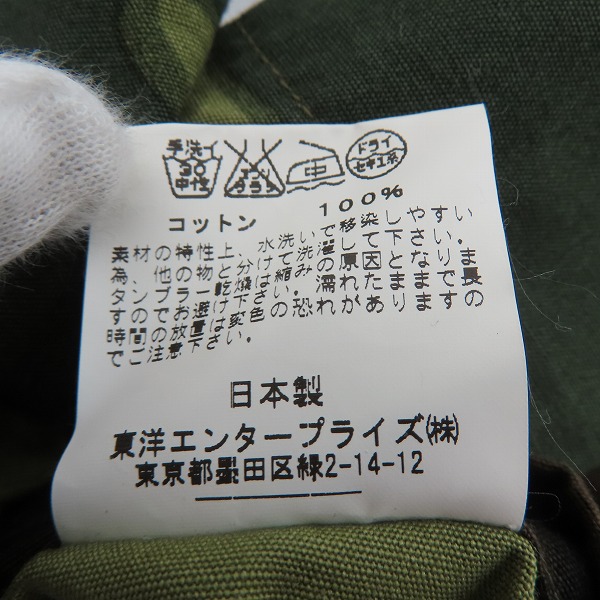 手洗イ
30
中性
エンソ
サラシ
中
ドライ
セキユ系
コットン 100%
素材の特性上、水洗いで移染しやすい
為、他の物と分けて洗濯して下さい。
タンブラー乾燥は縮みの原因となりま
すのでお避け下さい。濡れたままで長
時間の放置は変色の恐れがありますの
でご注意下さい。
日本製
東洋エンタープライズ(株)
東京都墨田区緑2-14-12